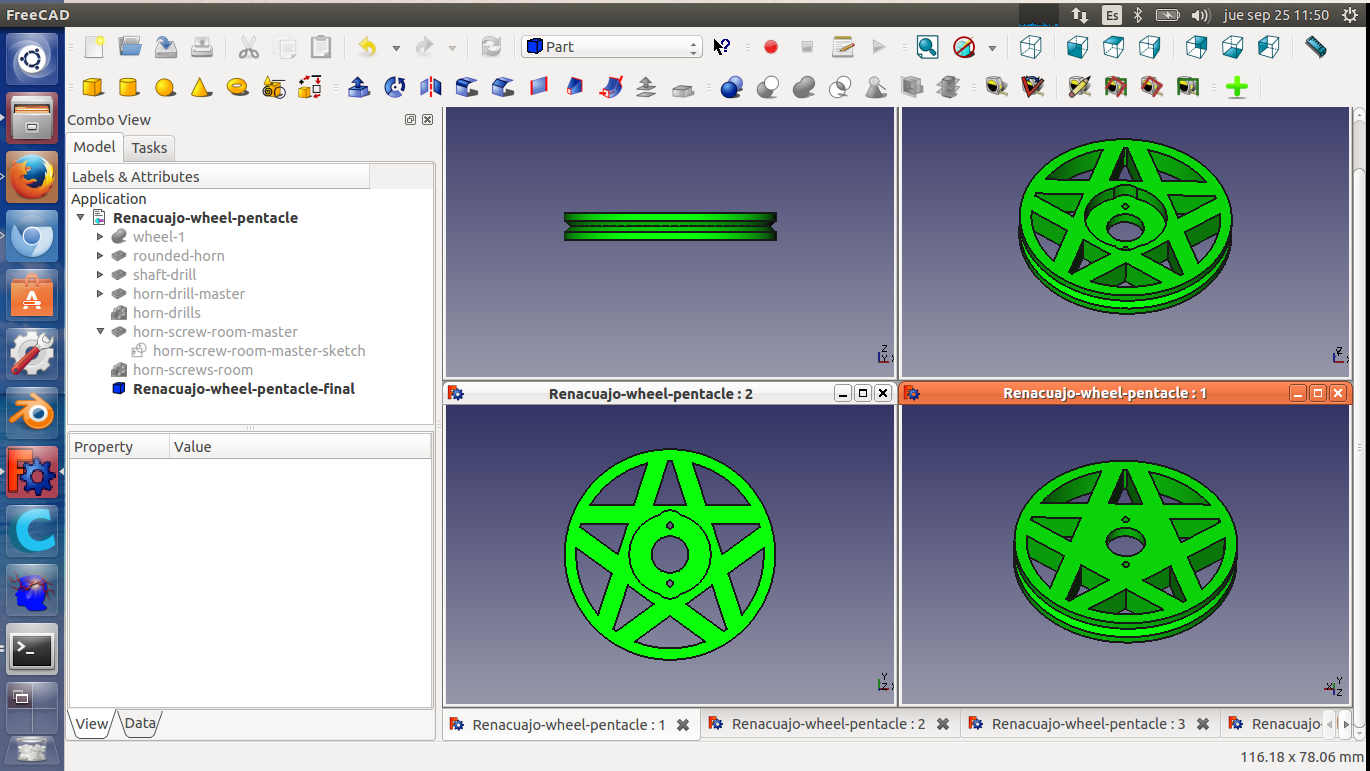 FreeCAD
Es
jue sep 25 11:50
Part
Combo View
Model
Tasks
Labels & Attributes
Application
Renacuajo-wheel-pentacle
wheel-1
rounded-horn
shaft-drill
horn-drill-master
horn-drills
horn-screw-room-master
horn-screw-room-master-sketch
horn-screws-room
Renacuajo-wheel-pentacle-final
Property Value
View Data
Renacuajo-wheel-pentacle : 2
Renacuajo-wheel-pentacle : 1
Renacuajo-wheel-pentacle : 1
Renacuajo-wheel-pentacle : 2
Renacuajo-wheel-pentacle : 3
Renacuajo-
116.18 x 78.06 mm